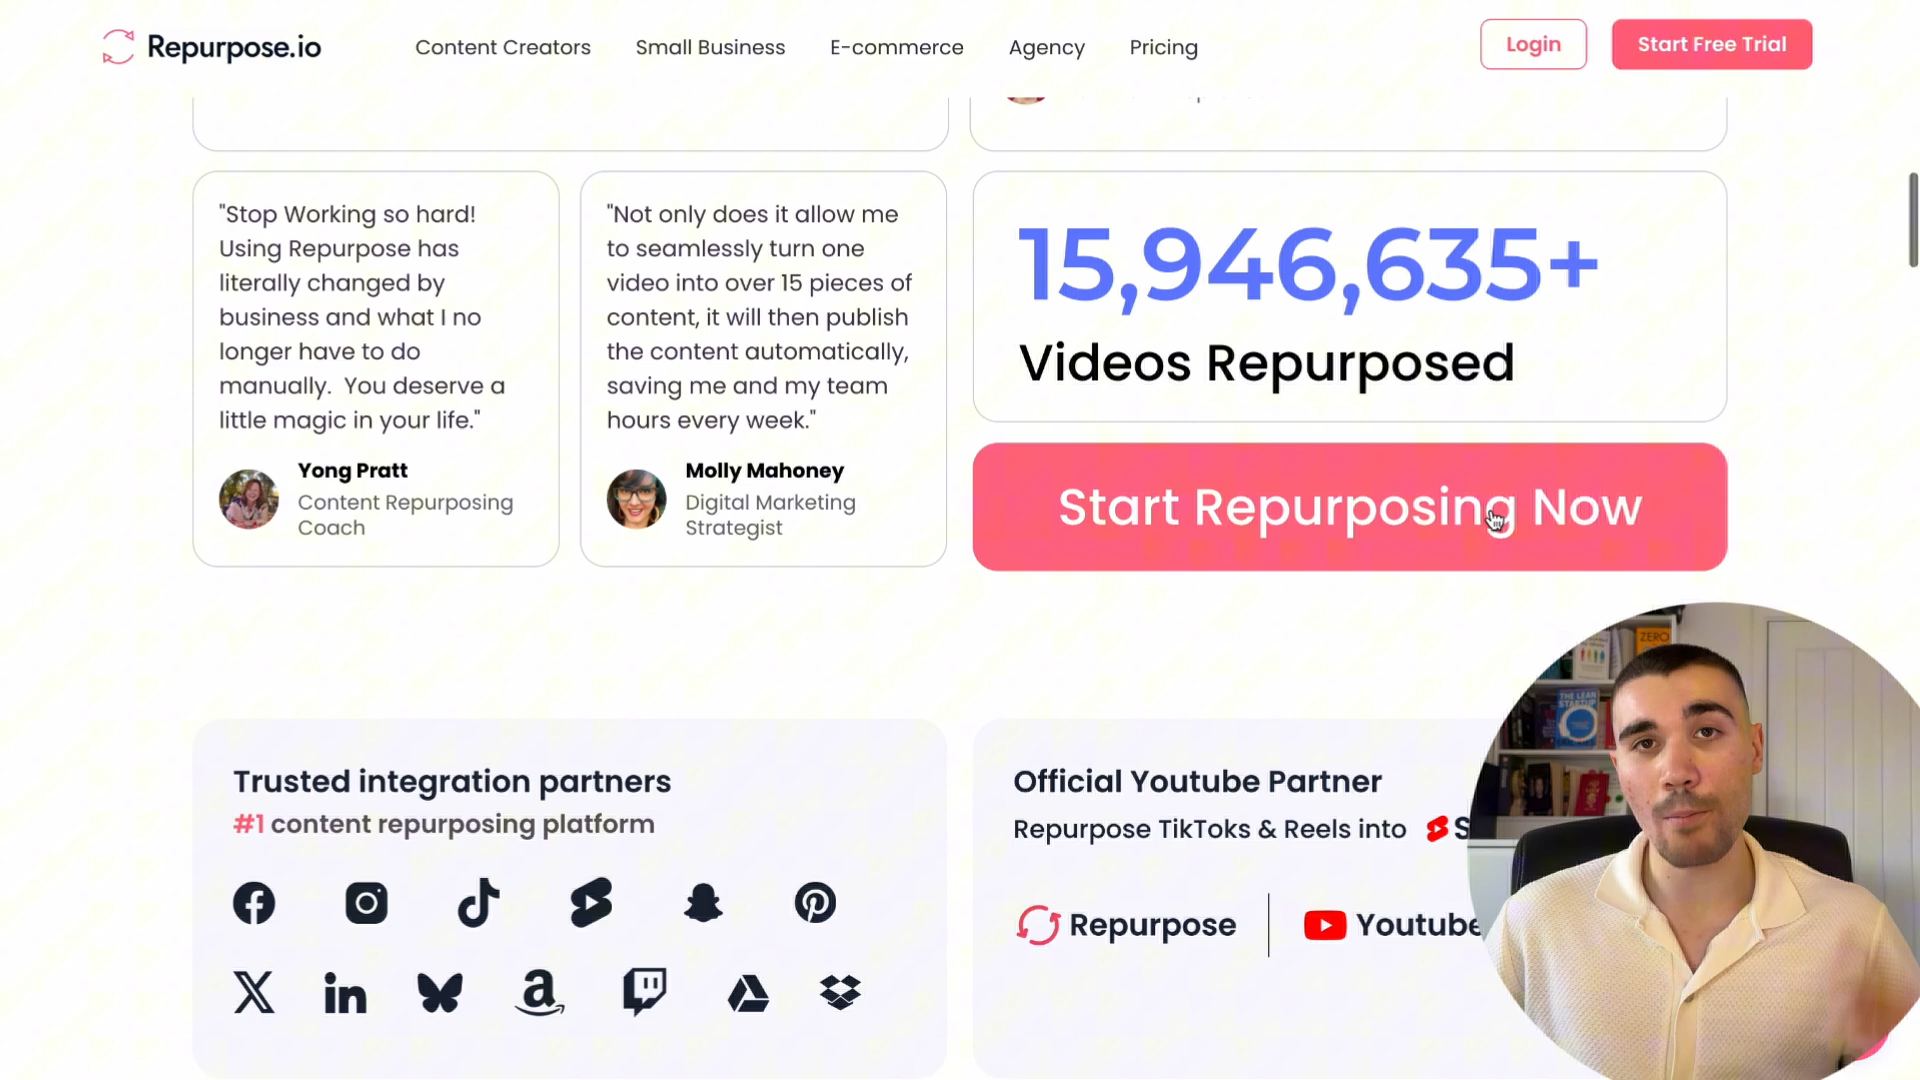 Repurpose.io
Content Creators
Small Business
E-commerce
Agency
Pricing
Login
Start Free Trial
"Stop Working so hard!
Using Repurpose has
literally changed by
business and what I no
longer have to do
manually.  You deserve a
little magic in your life."
Yong Pratt
Content Repurposing
Coach
"Not only does it allow me
to seamlessly turn one
video into over 15 pieces of
content, it will then publish
the content automatically,
saving me and my team
hours every week."
Molly Mahoney
Digital Marketing
Strategist
15,946,635+
Videos Repurposed
Start Repurposing Now
Trusted integration partners
#1 content repurposing platform
Official Youtube Partner
Repurpose TikToks & Reels into S
Repurpose
Youtube
ZERO
THE LEAN
STARTUP